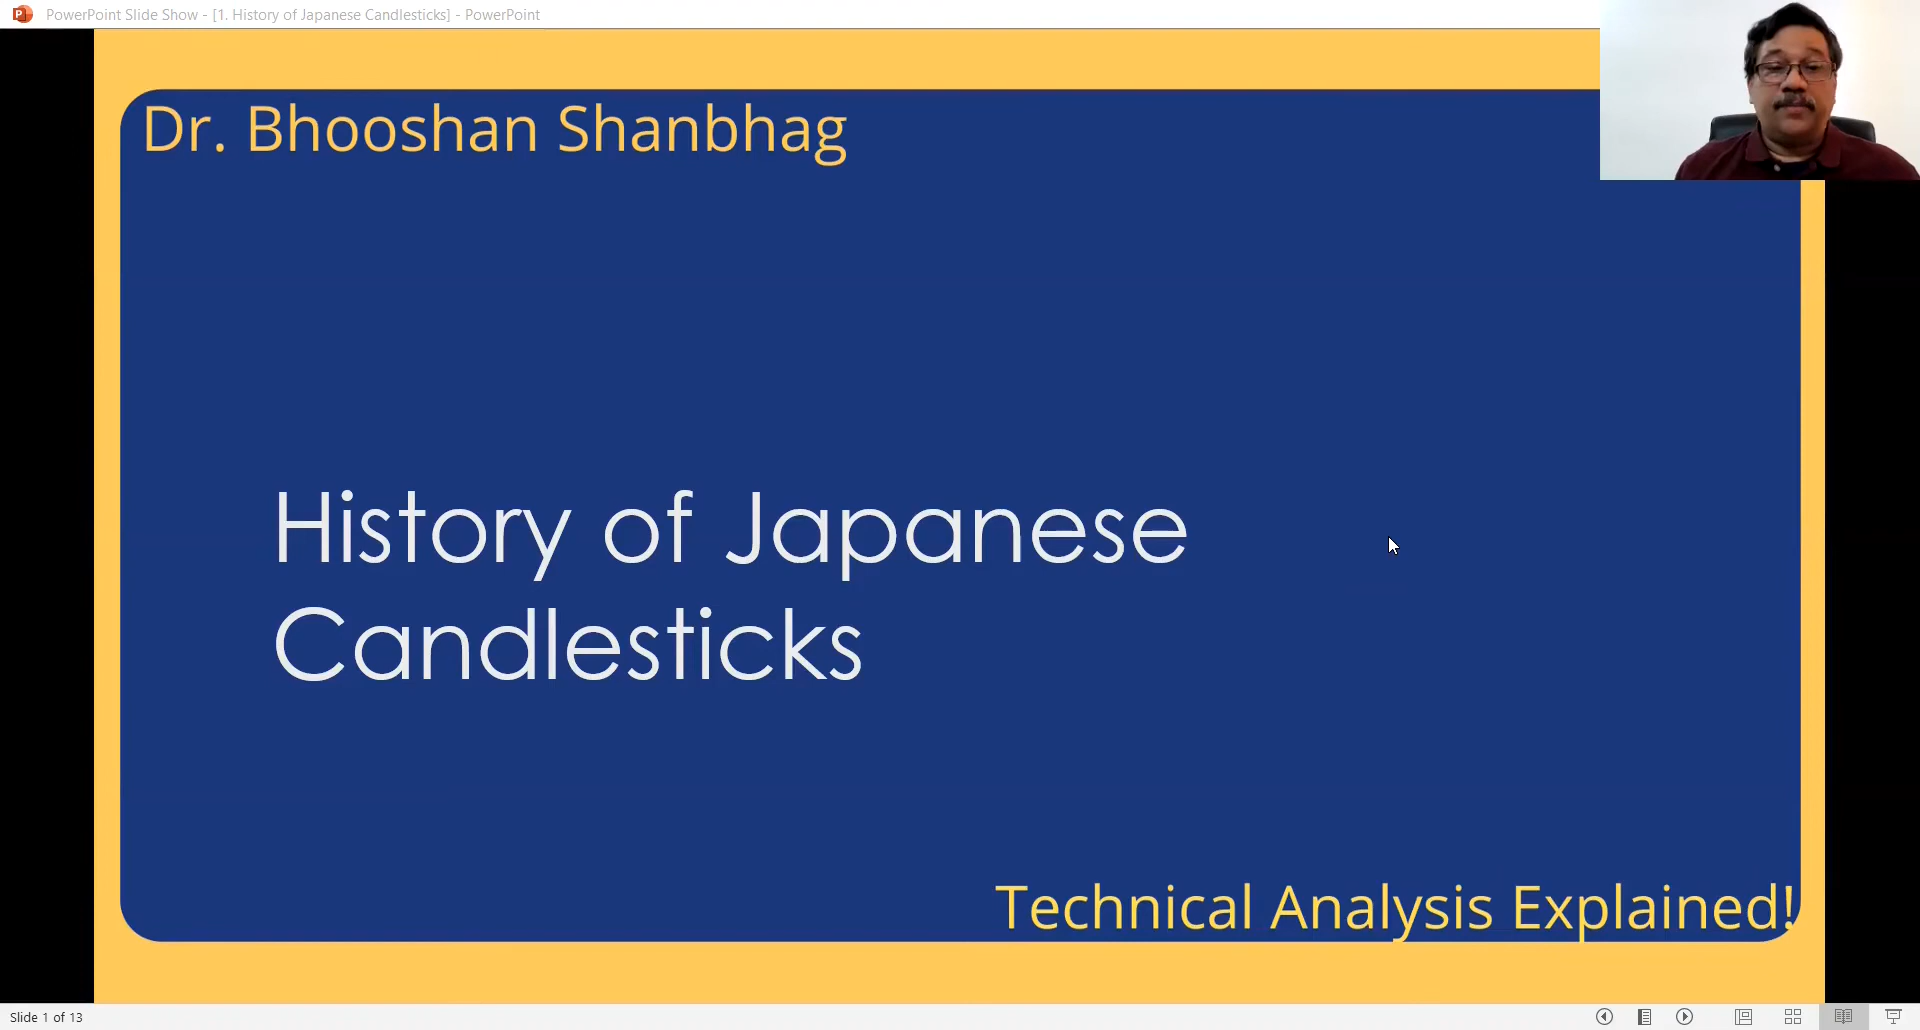 PowerPoint Slide Show - [1. History of Japanese Candlesticks] - PowerPoint
Dr. Bhooshan Shanbhag
History of Japanese
Candlesticks
Technical Analysis Explained!
Slide 1 of 13